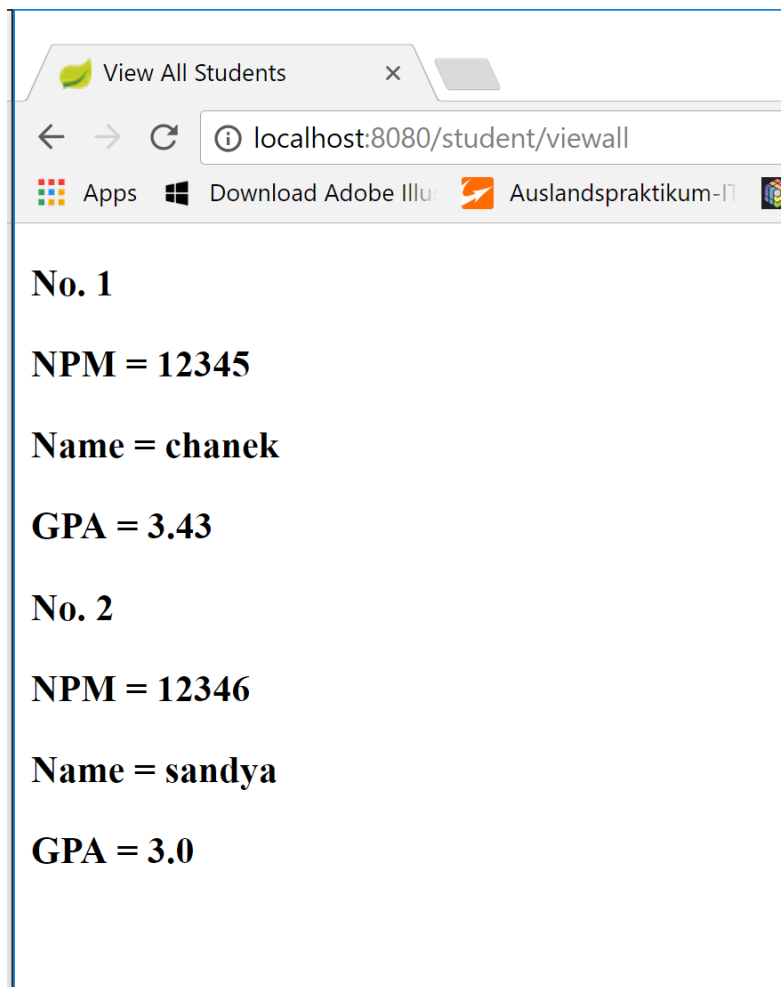 View All Students
localhost:8080/student/viewall
Apps Download Adobe Illu Auslandspraktikum-IT
No. 1
NPM = 12345
Name = chanek
GPA = 3.43
No. 2
NPM = 12346
Name = sandya
GPA = 3.0